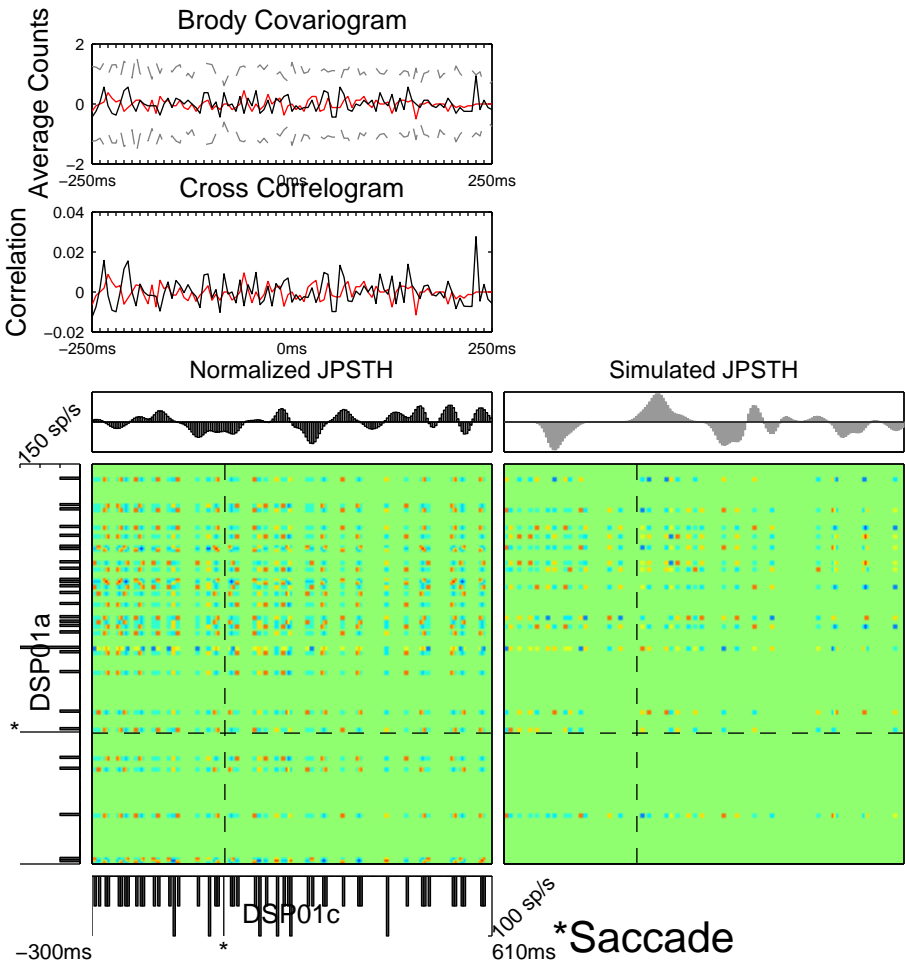 Brody Covariogram
Average Counts
2
0
−2
−250ms
0ms
250ms
Cross Correlogram
Correlation
0.04
0.02
0
−0.02
−250ms
0ms
250ms
Normalized JPSTH
Simulated JPSTH
150 sp/s
DSP01a
*
DSP01c
100 sp/s
−300ms
*
610ms
*Saccade